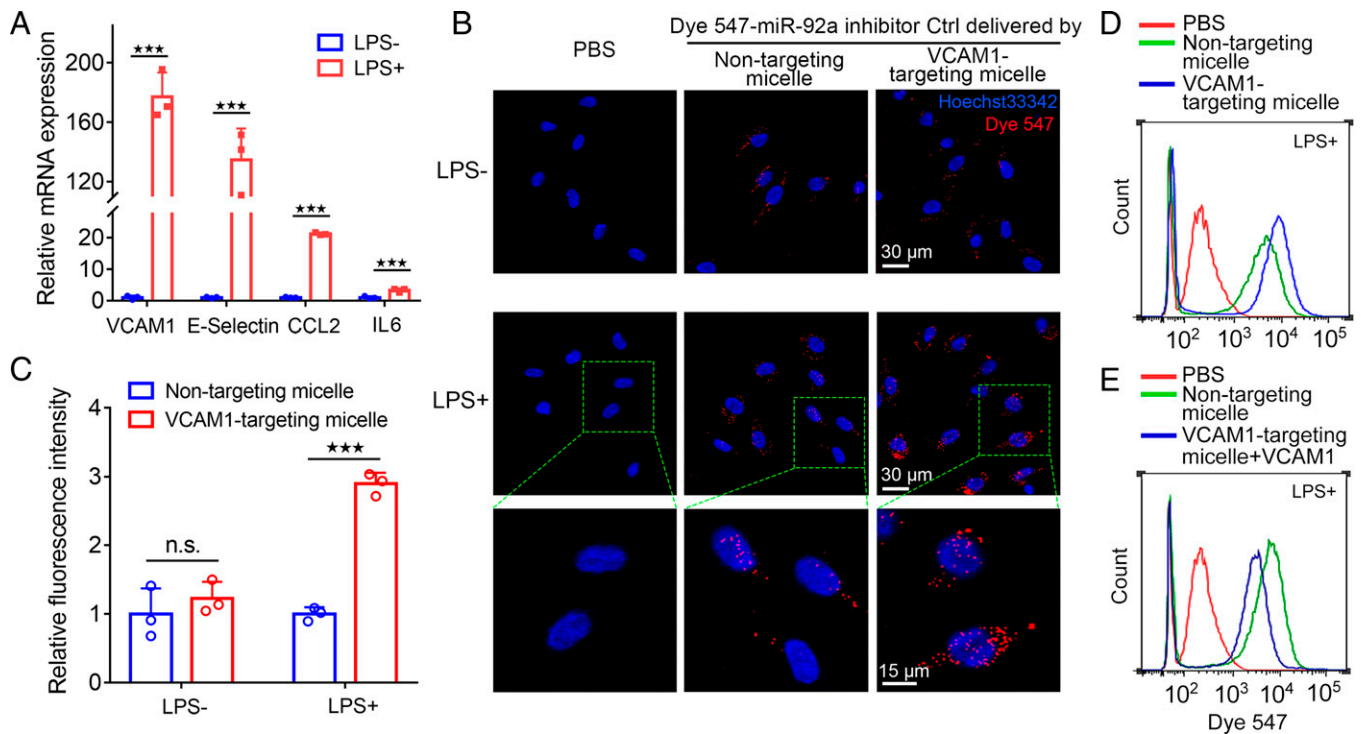 A
LPS-
LPS+
Relative mRNA expression
200
160
120
20
10
0
★★★
★★★
★★★
★★★
VCAM1
E-Selectin
CCL2
IL6
B
Dye 547-miR-92a inhibitor Ctrl delivered by
PBS
Non-targeting
micelle
VCAM1-
targeting micelle
Hoechst33342
Dye 547
LPS-
30 µm
LPS+
30 µm
15 µm
C
Non-targeting micelle
VCAM1-targeting micelle
Relative fluorescence intensity
4
3
2
1
0
n.s.
★★★
LPS-
LPS+
D
PBS
Non-targeting
micelle
VCAM1-
targeting micelle
LPS+
Count
10²
10³
10⁴
10⁵
E
PBS
Non-targeting
micelle
VCAM1-targeting
micelle+VCAM1
LPS+
Count
10²
10³
10⁴
10⁵
Dye 547